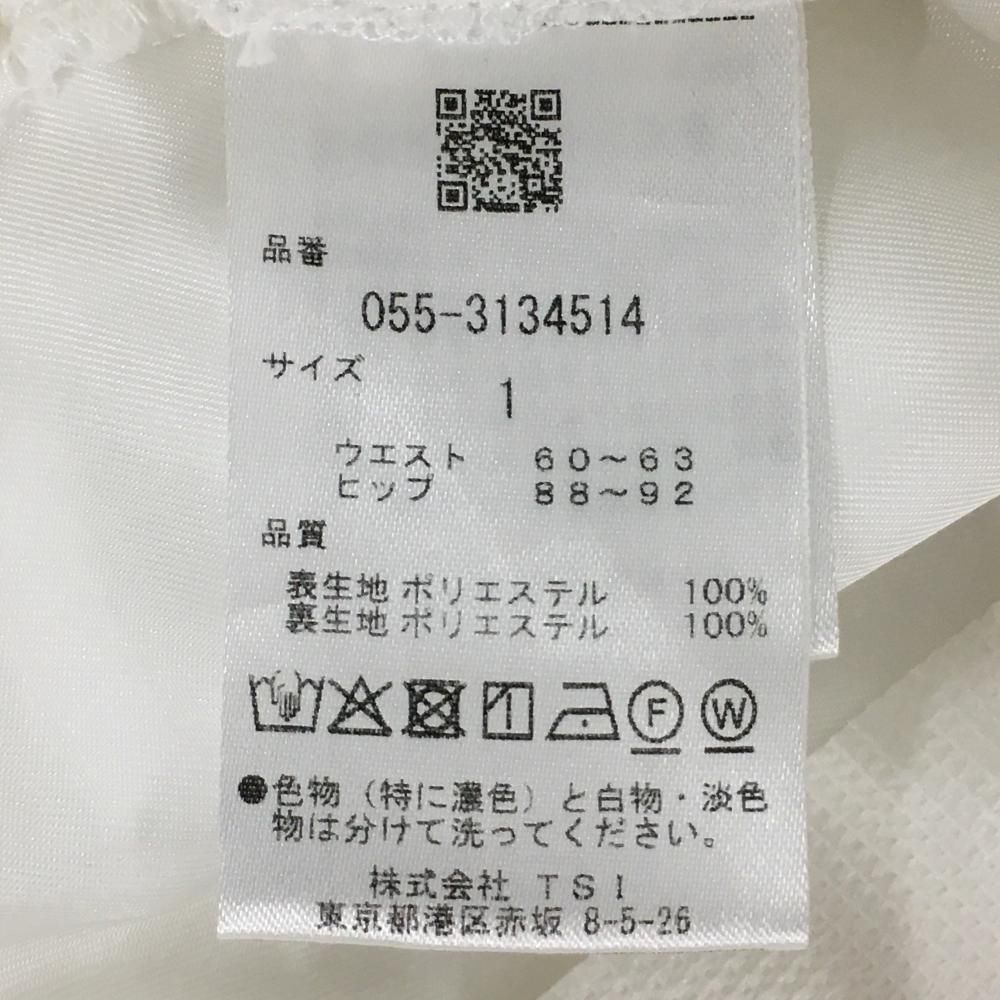 品番
055-3134514
サイズ
1
ウエスト 60～63
ヒップ 88～92
品質
表生地 ポリエステル 100%
裏生地 ポリエステル 100%
F W
●色物（特に濃色）と白物・淡色
物は分けて洗ってください。
株式会社 TSI
東京都港区赤坂 8-5-26